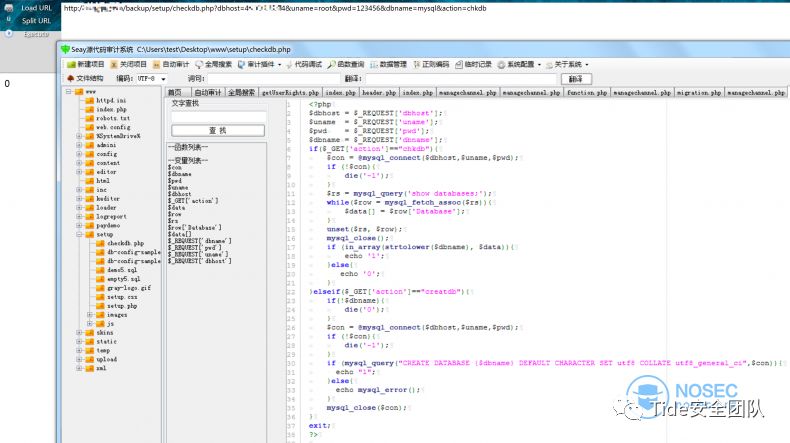 Load URL
Split URL
Execute
/backup/setup/checkdb.php?dbhost=4
4&uname=root&pwd=123456&dbname=mysql&action=chkdb
0
Seay源代码审计系统 C:\Users\test\Desktop\www\setup\checkdb.php
新建项目 关闭项目 自动审计 全局搜索 审计插件 代码调试 函数查询 数据管理 正则编码 临时记录 系统配置 关于系统
文件结构 编码: UTF-8 词句: 翻译: 翻译
首页 自动审计 全局搜索 getUserRights.php index.php header.php index.php managechannel.php managechannel.php function.php managechannel.php migration.php managechannel.php
www
httpd.ini
index.php
robots.txt
web.config
%SystemDrive%
admini
config
content
editor
html
inc
kuditor
loader
logreport
paydemo
setup
checkdb.php
db-config-sample
db-config-sample
demo5.sql
empty5.sql
gray-logo.gif
setup.css
setup.php
images
js
skins
static
temp
upload
xml
文字查找
查 找
--函数列表--
--变量列表--
$con
$dbname
$pwd
$uname
$dbhost
$_GET['action']
$data
$row
$rs
$row['Database']
$data[]
$_REQUEST['dbname']
$_REQUEST['pwd']
$_REQUEST['uname']
$_REQUEST['dbhost']
1 <?php
2 $dbhost = $_REQUEST['dbhost'];
3 $uname = $_REQUEST['uname'];
4 $pwd = $_REQUEST['pwd'];
5 $dbname = $_REQUEST['dbname'];
6 if($_GET['action']=="chkdb"){
7 $con = @mysql_connect($dbhost,$uname,$pwd);
8 if (!$con){
9 die('-1');
10 }
11 $rs = mysql_query('show databases;');
12 while($row = mysql_fetch_assoc($rs)){
13 $data[] = $row['Database'];
14 }
15 unset($rs, $row);
16 mysql_close();
17 if (in_array(strtolower($dbname), $data)){
18 echo '1';
19 }else{
20 echo '0';
21 }
22 }elseif($_GET['action']=="creatdb"){
23 if(!$dbname){
24 die('0');
25 }
26 $con = @mysql_connect($dbhost,$uname,$pwd);
27 if (!$con){
28 die('-1');
29 }
30 if (mysql_query("CREATE DATABASE {$dbname} DEFAULT CHARACTER SET utf8 COLLATE utf8_general_ci",$con)){
31 echo "1";
32 }else{
33 echo mysql_error();
34 }
35 mysql_close($con);
36 }
37 exit;
38 ?>
NOSEC
Tide安全团队